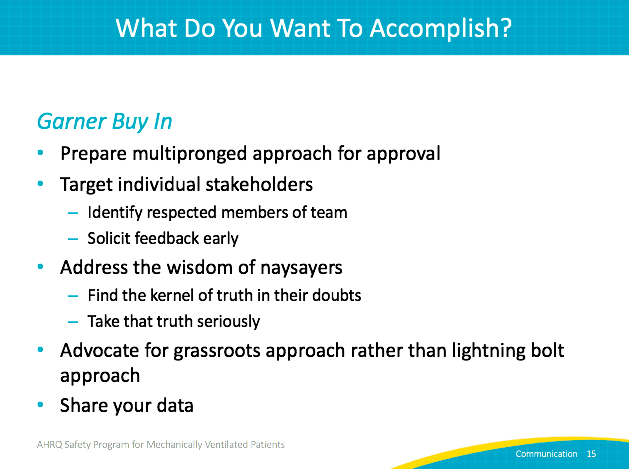 What Do You Want To Accomplish?
Garner Buy In
• Prepare multipronged approach for approval
• Target individual stakeholders
– Identify respected members of team
– Solicit feedback early
• Address the wisdom of naysayers
– Find the kernel of truth in their doubts
– Take that truth seriously
• Advocate for grassroots approach rather than lightning bolt
approach
• Share your data
AHRQ Safety Program for Mechanically Ventilated Patients
Communication 15